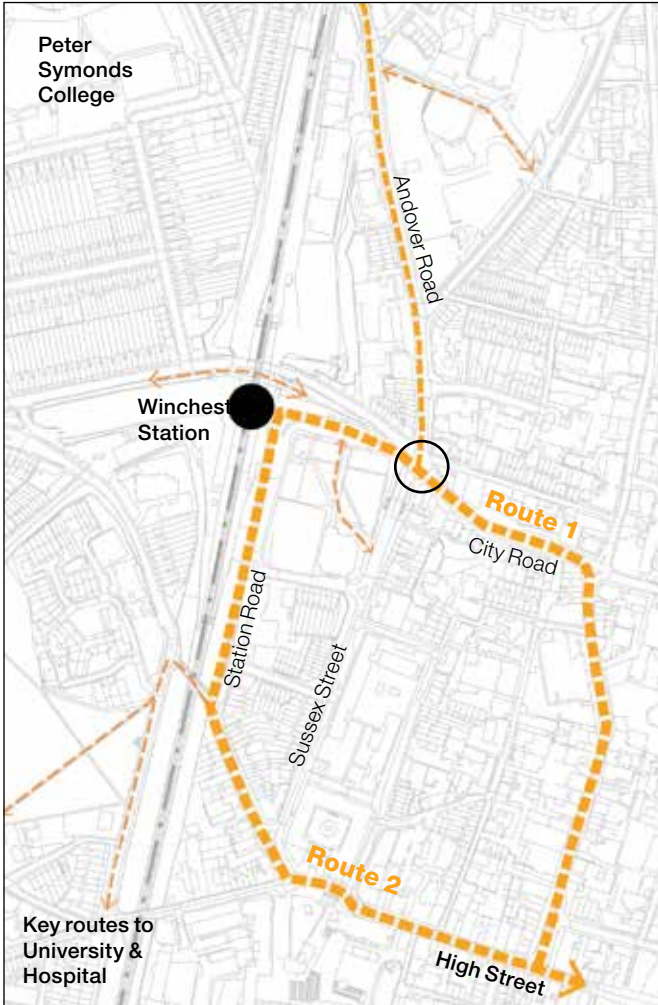 Peter
Symonds
College
Andover Road
Winchest
Station
Route 1
City Road
Station Road
Sussex Street
Route 2
Key routes to
University &
Hospital
High Street